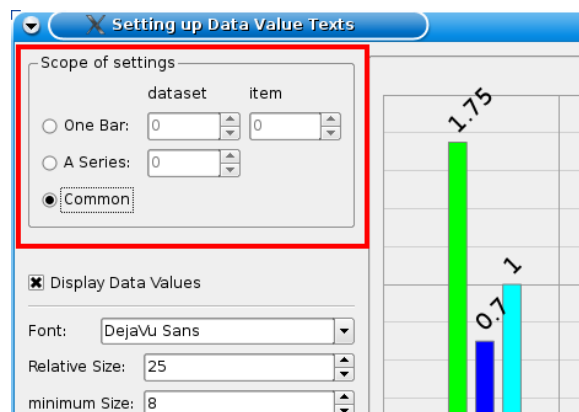 Setting up Data Value Texts
Scope of settings
dataset item
One Bar: 0 0
A Series: 0
Common
Display Data Values
Font: DejaVu Sans
Relative Size: 25
minimum Size: 8
1.75
0.7
1